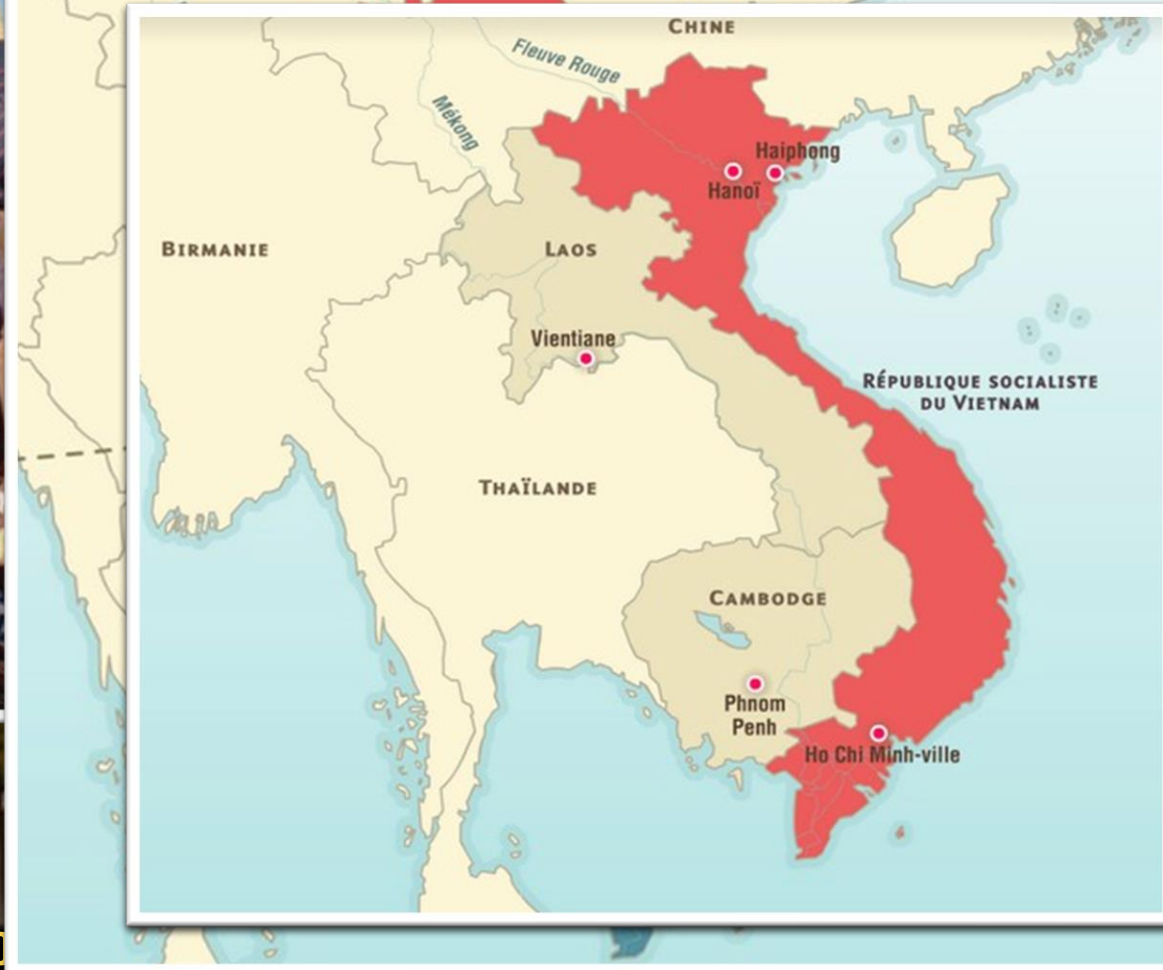 CHINE
Fleuve Rouge
Mékong
Haiphong
Hanoï
BIRMANIE
LAOS
Vientiane
RÉPUBLIQUE SOCIALISTE
DU VIETNAM
THAÏLANDE
CAMBODGE
Phnom
Penh
Ho Chi Minh-ville